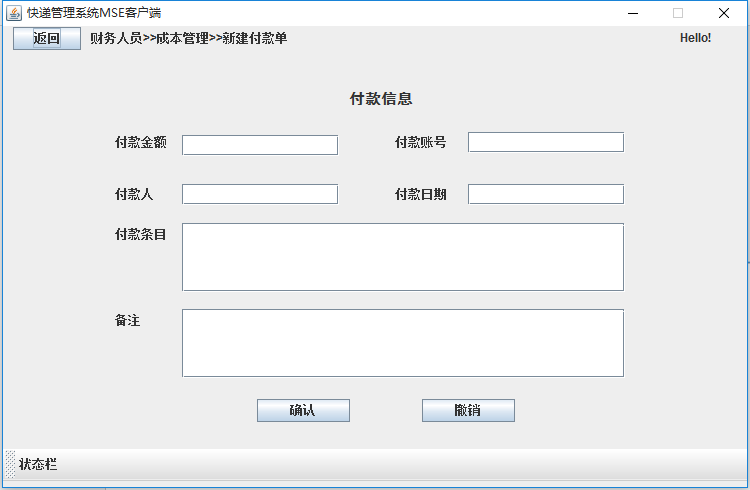 快递管理系统MSE客户端
返回 财务人员>>成本管理>>新建付款单 Hello!
付款信息
付款金额 付款账号
付款人 付款日期
付款条目
备注
确认 撤销
状态栏